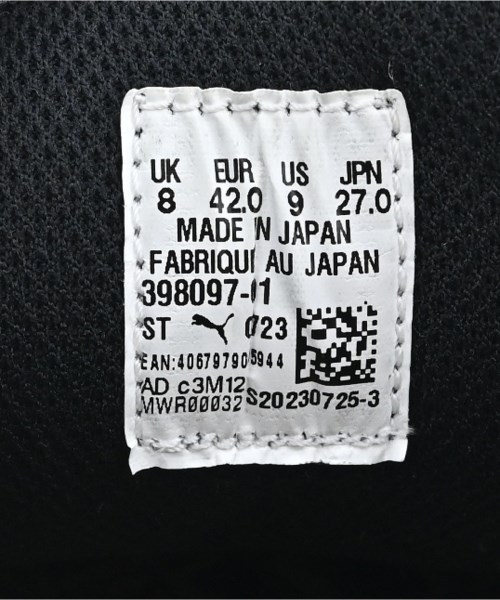 UK EUR US JPN
8 42.0 9 27.0
MADE IN JAPAN
FABRIQUE AU JAPAN
398097-01
ST 0723
EAN:
AD c3M12
MWR00032 S20230725-3